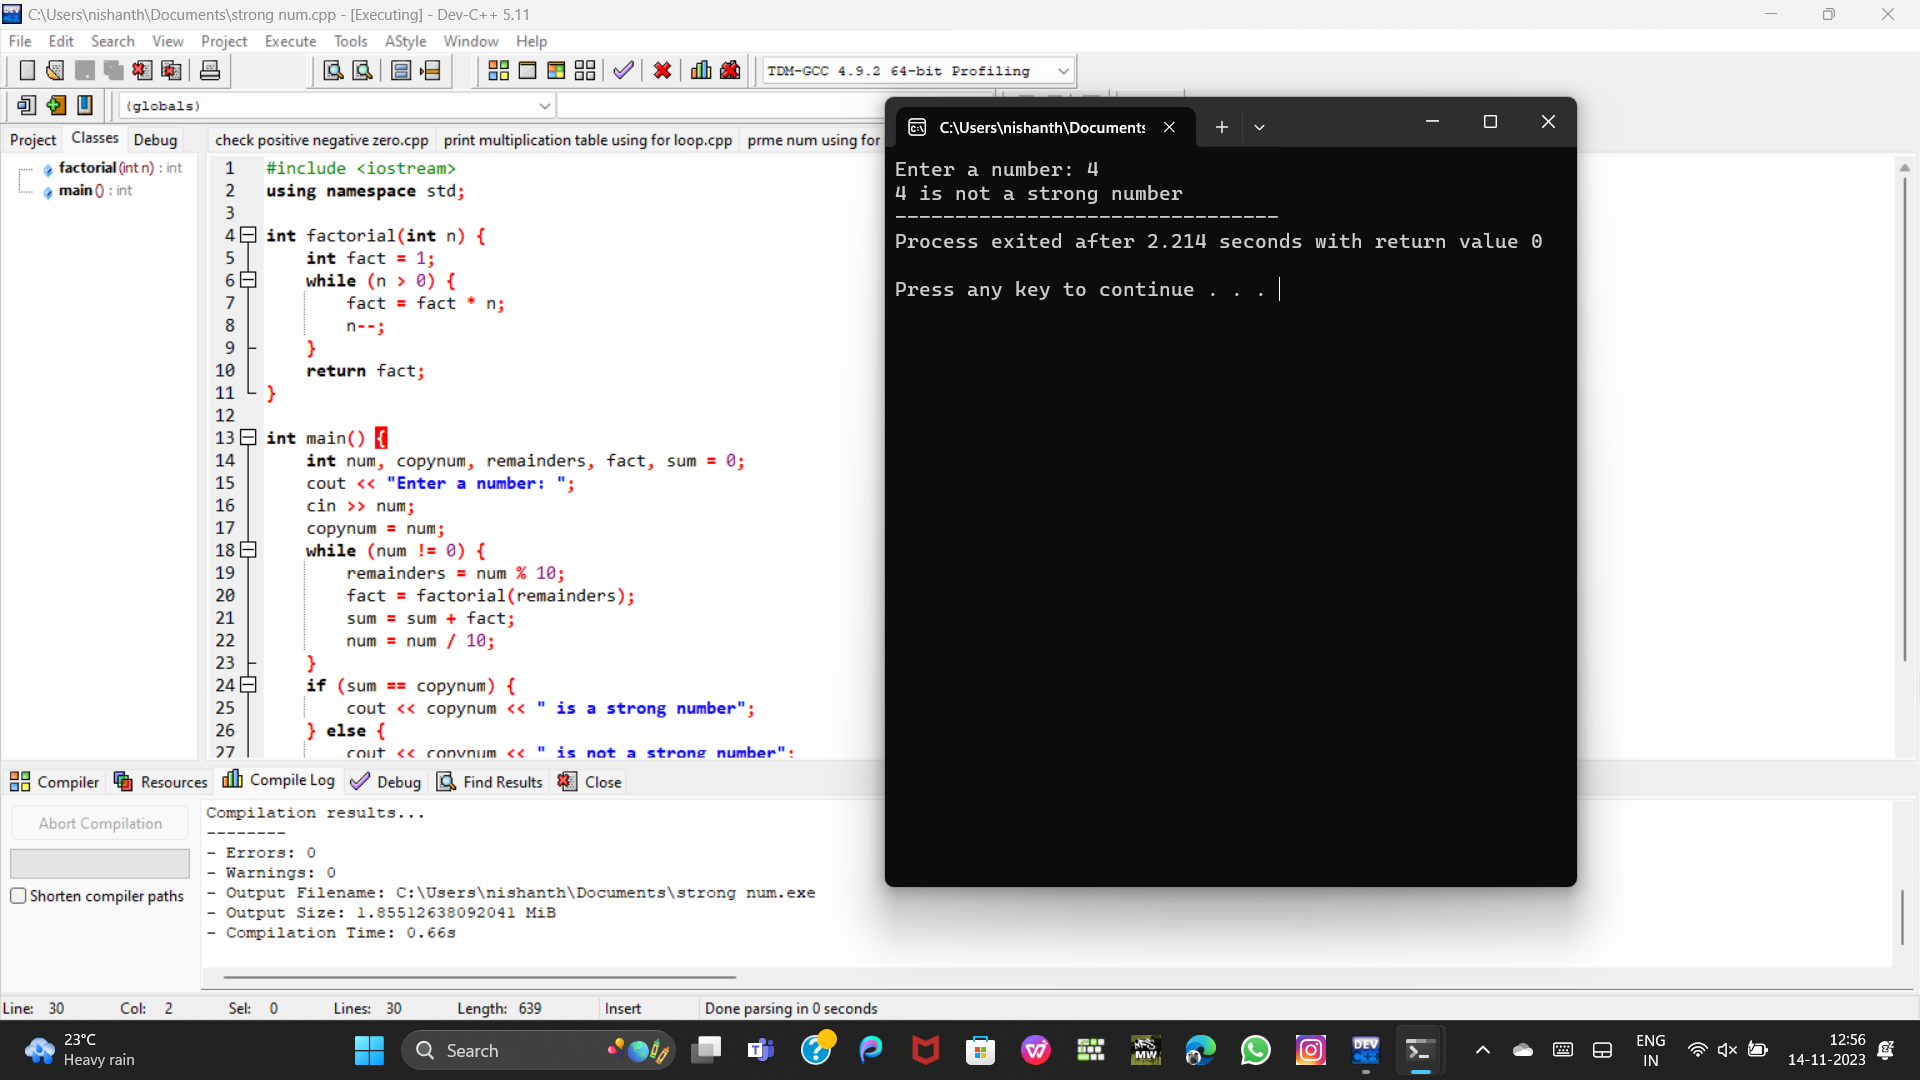 C:\Users\nishanth\Documents\strong num.cpp - [Executing] - Dev-C++ 5.11
File Edit Search View Project Execute Tools AStyle Window Help
TDM-GCC 4.9.2 64-bit Profiling
(globals)
Project Classes Debug
check positive negative zero.cpp print multiplication table using for loop.cpp prme num using for
factorial (int n) : int
main () : int
1 #include <iostream>
2 using namespace std;
3
4 int factorial(int n) {
5 int fact = 1;
6 while (n > 0) {
7 fact = fact * n;
8 n--;
9 }
10 return fact;
11 }
12
13 int main() {
14 int num, copynum, remainders, fact, sum = 0;
15 cout << "Enter a number: ";
16 cin >> num;
17 copynum = num;
18 while (num != 0) {
19 remainders = num % 10;
20 fact = factorial(remainders);
21 sum = sum + fact;
22 num = num / 10;
23 }
24 if (sum == copynum) {
25 cout << copynum << " is a strong number";
26 } else {
27 cout << copynum << " is not a strong number";
C:\Users\nishanth\Documents
Enter a number: 4
4 is not a strong number
--------------------------------
Process exited after 2.214 seconds with return value 0
Press any key to continue . . .
Compiler Resources Compile Log Debug Find Results Close
Abort Compilation
Shorten compiler paths
Compilation results...
--------
- Errors: 0
- Warnings: 0
- Output Filename: C:\Users\nishanth\Documents\strong num.exe
- Output Size: 1.85512638092041 MiB
- Compilation Time: 0.66s
Line: 30 Col: 2 Sel: 0 Lines: 30 Length: 639 Insert Done parsing in 0 seconds
23°C
Heavy rain
Search
DEV
MW
ENG
IN
12:56
14-11-2023